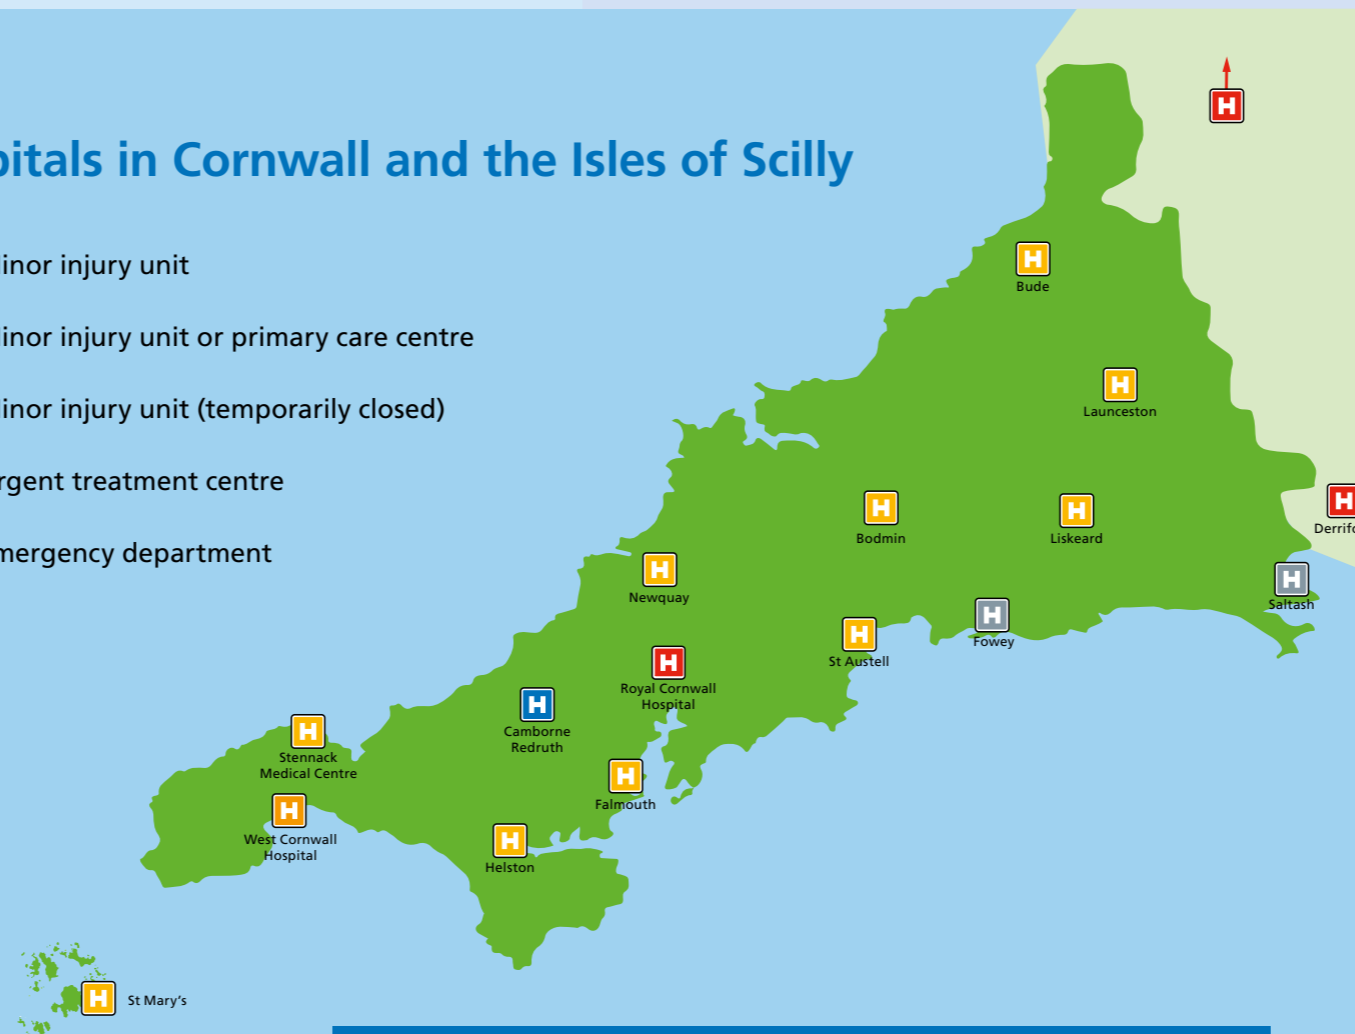 pitals in Cornwall and the Isles of Scilly
inor injury unit
inor injury unit or primary care centre
inor injury unit (temporarily closed)
rgent treatment centre
mergency department
H
H
Bude
H
Launceston
H
Bodmin
H
Liskeard
H
Derrifo
H
Newquay
H
Saltash
H
Fowey
H
St Austell
H
Royal Cornwall
Hospital
H
Camborne
Redruth
H
Stennack
Medical Centre
H
Falmouth
H
West Cornwall
Hospital
H
Helston
H
St Mary's